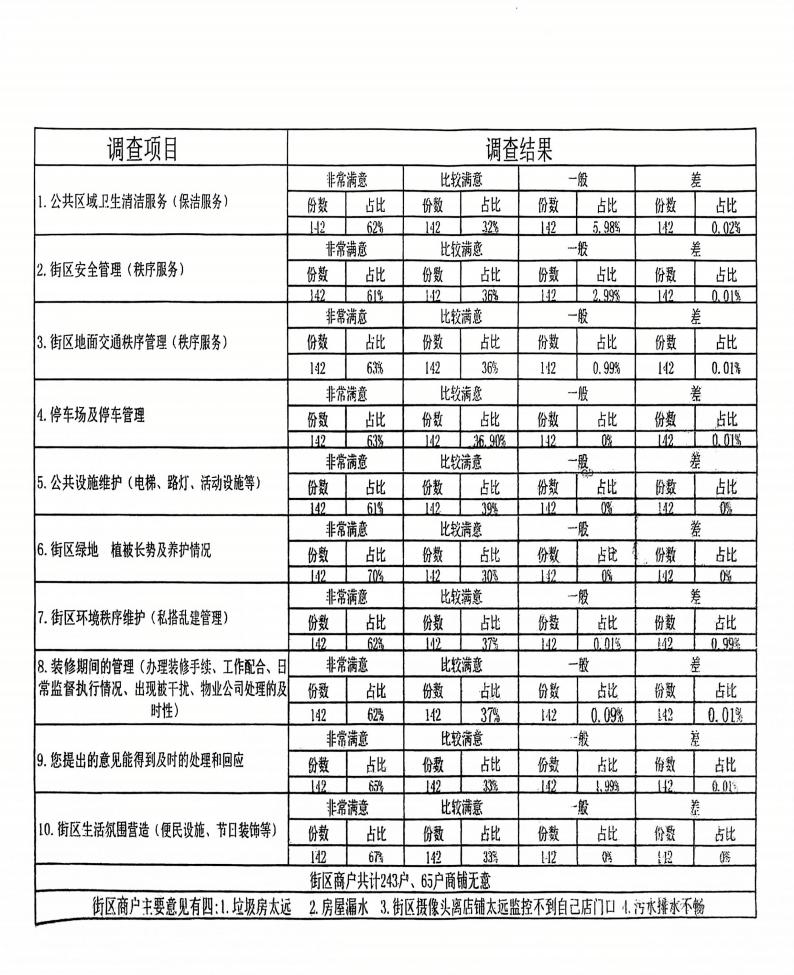 调查项目 调查结果
非常满意 比较满意 一般 差
1.公共区域卫生清洁服务（保洁服务） 份数 占比 份数 占比 份数 占比 份数 占比
142 62% 142 32% 142 5.98% 142 0.02%
非常满意 比较满意 一般 差
2.街区安全管理（秩序服务） 份数 占比 份数 占比 份数 占比 份数 占比
142 61% 142 36% 142 2.99% 142 0.01%
非常满意 比较满意 一般 差
3.街区地面交通秩序管理（秩序服务） 份数 占比 份数 占比 份数 占比 份数 占比
142 63% 142 36% 142 0.99% 142 0.01%
非常满意 比较满意 一般 差
4.停车场及停车管理 份数 占比 份数 占比 份数 占比 份数 占比
142 63% 142 36.90% 142 0% 142 0.01%
非常满意 比较满意 一般 差
5.公共设施维护（电梯、路灯、活动设施等） 份数 占比 份数 占比 份数 占比 份数 占比
142 61% 142 39% 142 0% 142 0%
非常满意 比较满意 一般 差
6.街区绿地 植被长势及养护情况 份数 占比 份数 占比 份数 占比 份数 占比
142 70% 142 30% 142 0% 142 0%
非常满意 比较满意 一般 差
7.街区环境秩序维护（私搭乱建管理） 份数 占比 份数 占比 份数 占比 份数 占比
142 62% 142 37% 142 0.01% 142 0.99%
8.装修期间的管理（办理装修手续、工作配合、日 非常满意 比较满意 一般 差
常监督执行情况、出现被干扰、物业公司处理的及 份数 占比 份数 占比 份数 占比 份数 占比
时性） 142 62% 142 37% 142 0.09% 142 0.01%
非常满意 比较满意 一般 差
9.您提出的意见能得到及时的处理和回应 份数 占比 份数 占比 份数 占比 份数 占比
142 65% 142 33% 142 1.99% 142 0.01%
非常满意 比较满意 一般 差
10.街区生活氛围营造（便民设施、节日装饰等） 份数 占比 份数 占比 份数 占比 份数 占比
142 67% 142 33% 142 0% 142 0%
街区商户共计243户、65户商铺无意
街区商户主要意见有四:1.垃圾房太远 2.房屋漏水 3.街区摄像头离店铺太远监控不到自己店门口 4.污水排水不畅